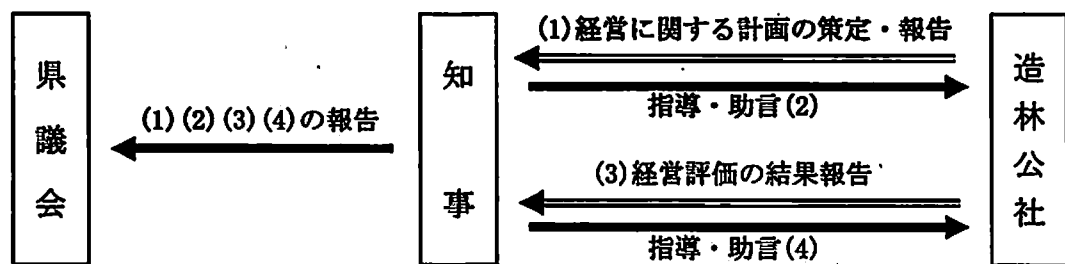 県議会
(1)(2)(3)(4)の報告
知事
(1)経営に関する計画の策定・報告
指導・助言(2)
(3)経営評価の結果報告
指導・助言(4)
造林公社